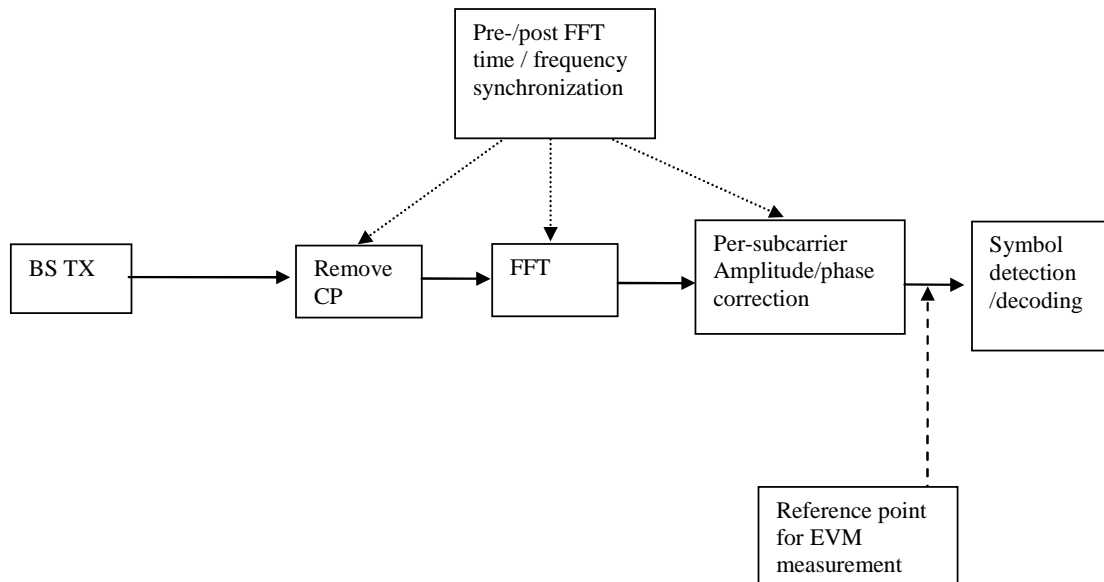 Pre-/post FFT
time / frequency
synchronization
BS TX
Remove
CP
FFT
Per-subcarrier
Amplitude/phase
correction
Symbol
detection
/decoding
Reference point
for EVM
measurement